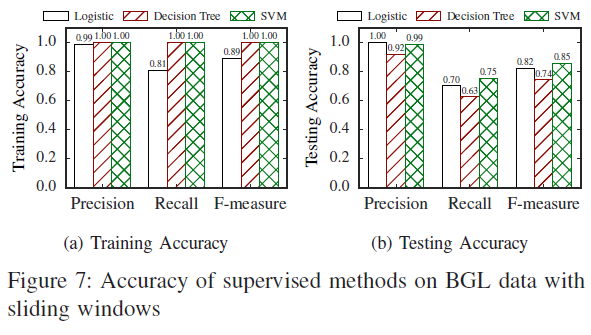 Logistic Decision Tree SVM
Training Accuracy
1.0
0.8
0.6
0.4
0.2
0.0
0.99 1.00 1.00
0.81 1.00 1.00
0.89 1.00 1.00
Precision Recall F-measure
(a) Training Accuracy
Logistic Decision Tree SVM
Testing Accuracy
1.0
0.8
0.6
0.4
0.2
0.0
1.00 0.92 0.99
0.70 0.63 0.75
0.82 0.74 0.85
Precision Recall F-measure
(b) Testing Accuracy
Figure 7: Accuracy of supervised methods on BGL data with
sliding windows